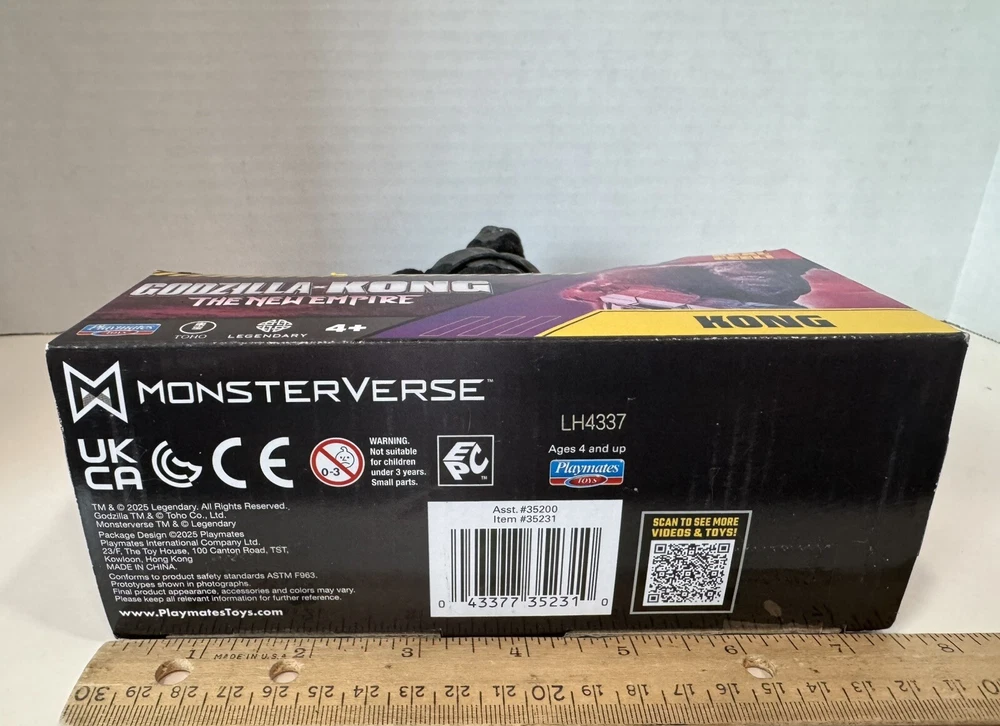 GODZILLA-KONG
THE NEW EMPIRE
Playmates TOYS
TOHO
LEGENDARY
4+
KONG
MONSTERVERSE™
UK
CA
CE
0-3
WARNING.
Not suitable
for children
under 3 years.
Small parts.
EPC™
LH4337
Ages 4 and up
Playmates
TOYS
TM & © 2025 Legendary. All Rights Reserved.
Godzilla TM & © Toho Co., Ltd.
Monsterverse TM & © Legendary
Package Design ©2025 Playmates
Playmates International Company Ltd.
23/F, The Toy House, 100 Canton Road, TST,
Kowloon, Hong Kong
MADE IN CHINA.
Conforms to product safety standards ASTM F963.
Prototypes shown in photographs.
Final product appearance, accessories and colors may vary.
Please keep all relevant information for further reference.
www.PlaymatesToys.com
Asst. #35200
Item #35231
0 43377 35231 0
SCAN TO SEE MORE
VIDEOS & TOYS!
1 2 3 4 5 6 7 8
MADE IN U.S.A
30 29 28 27 26 25 24 23 22 21 20 19 18 17 16 15 14 13 12 11